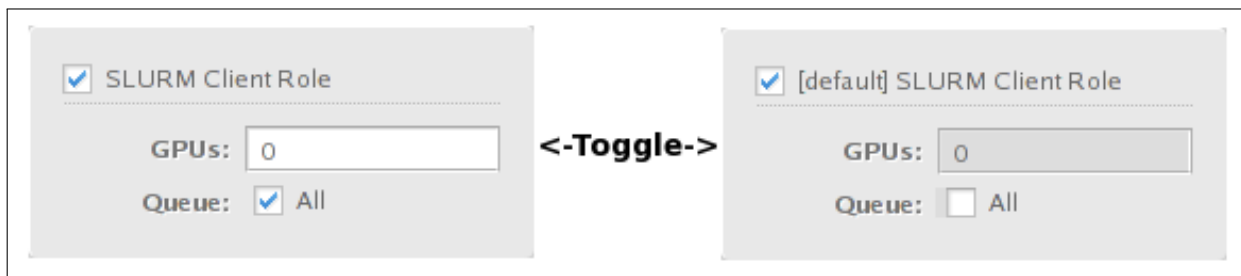 SLURM Client Role
GPUs: 0
Queue: All
<-Toggle->
[default] SLURM Client Role
GPUs: 0
Queue: All